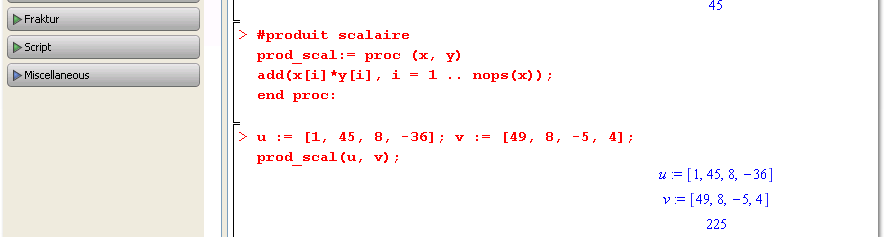 Fraktur
Script
Miscellaneous
45
> #produit scalaire
prod_scal:= proc (x, y)
add(x[i]*y[i], i = 1 .. nops(x));
end proc:
> u := [1, 45, 8, -36]; v := [49, 8, -5, 4];
prod_scal(u, v);
u := [1, 45, 8, −36]
v := [49, 8, −5, 4]
225